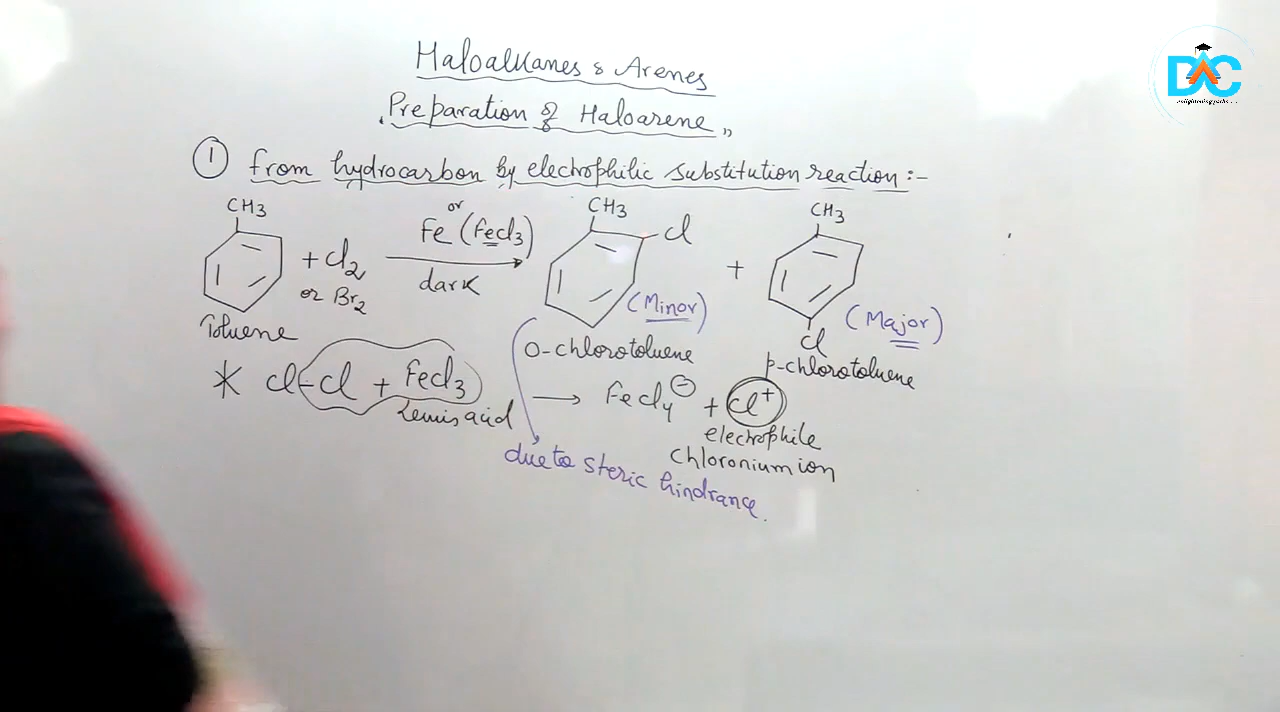 Haloalkanes & Arenes
Preparation of Haloarene
DAC
enlightening paths...
① from hydrocarbon by electrophilic substitution reaction :-
CH3
+ Cl2
or Br2
Toluene
or
Fe (Fecl3)
dark
CH3
Cl
(Minor)
O-chlorotoluene
+
CH3
Cl
(Major)
p-chlorotoluene
* Cl-Cl + Fecl3 → Fecl4⊖ + Cl+
Lewis acid
electrophile
chloronium ion
due to steric hindrance.